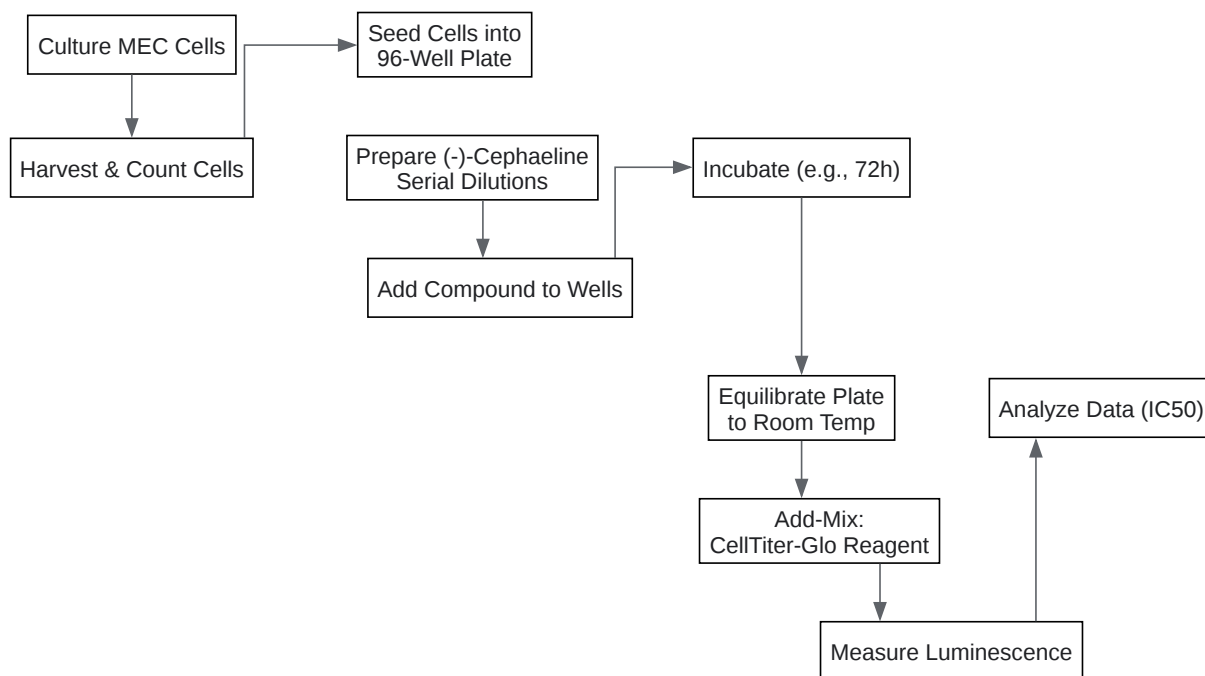 Culture MEC Cells
Harvest & Count Cells
Seed Cells into
96-Well Plate
Prepare (-)-Cephaeline
Serial Dilutions
Add Compound to Wells
Incubate (e.g., 72h)
Equilibrate Plate
to Room Temp
Add-Mix:
CellTiter-Glo Reagent
Measure Luminescence
Analyze Data (IC50)